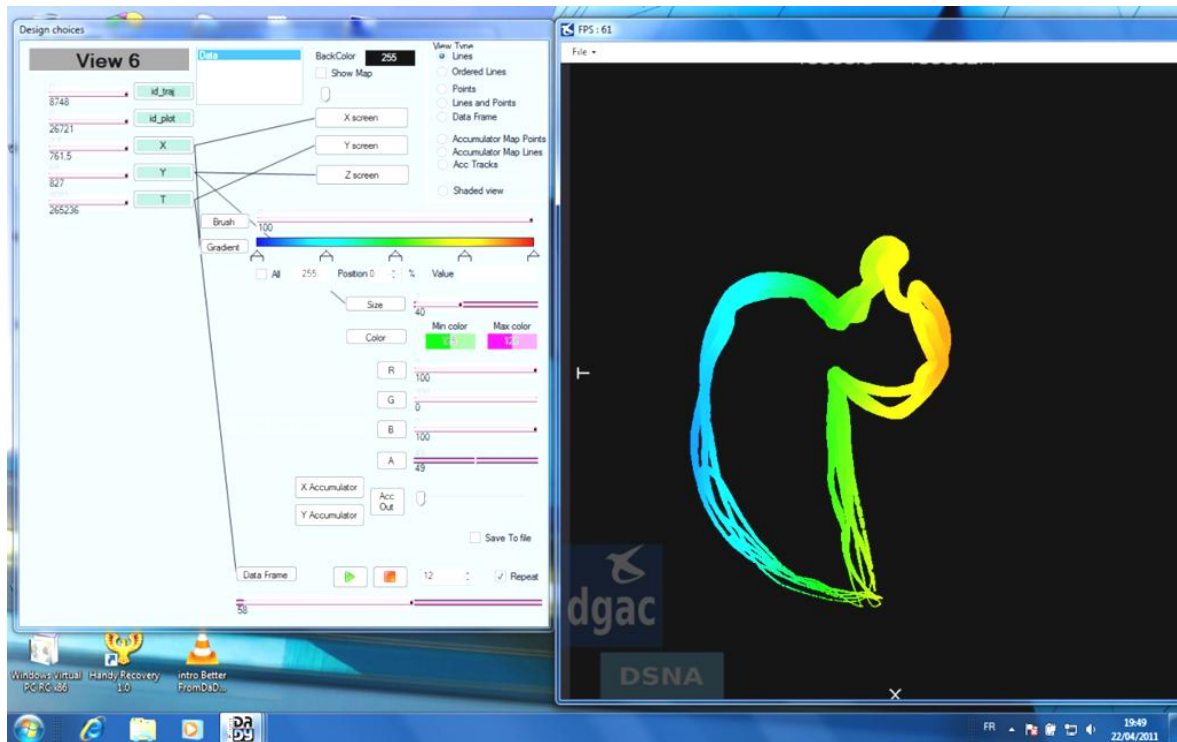 Design choices
View 6
id_traj
8748
id_plot
26721
X
761,5
Y
827
T
265236
Data
BackColor
255
Show Map
X screen
Y screen
Z screen
View Type
Lines
Ordered Lines
Points
Lines and Points
Data Frame
Accumulator Map Points
Accumulator Map Lines
Acc Tracks
Shaded view
Brush
100
Gradient
All
255
Position 0
%
Value
Size
40
Color
Min color
Max color
R
100
G
0
B
100
A
49
X Accumulator
Y Accumulator
Acc
Out
Save To file
Data Frame
12
Repeat
58
FPS : 61
File
T
X
dgac
DSNA
Windows Virtual
PC RC x86
Handy Recovery
1.0
intro Better
FromDaD...
DA
DY
FR
19:49
22/04/2011